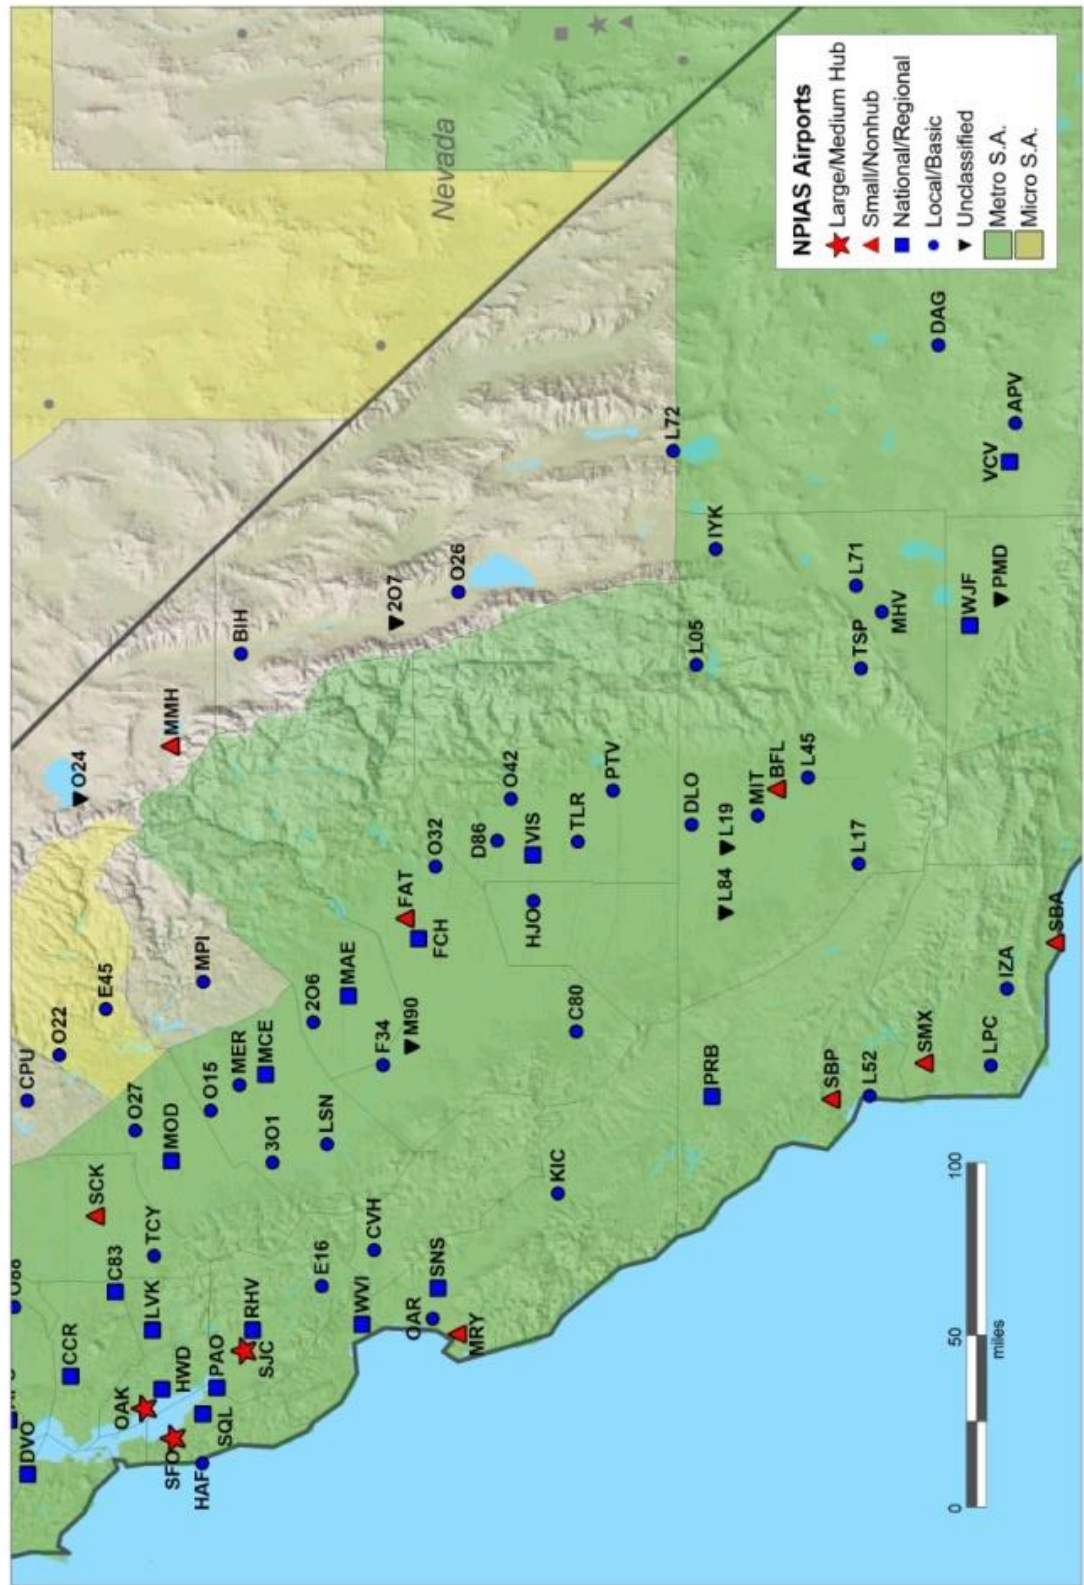 Nevada
NPIAS Airports
Large/Medium Hub
Small/Nonhub
National/Regional
Local/Basic
Unclassified
Metro S.A.
Micro S.A.
DVO
CCR
O88
CPU
O22
E45
O24
OAK
C83
SCK
O27
MMH
SFO
HWD
LVK
TCY
MOD
MPI
BIH
HAF
SQL
PAO
SJC
RHV
O15
MER
MCE
3O1
2O6
MAE
2O7
E16
LSN
F34
M90
FAT
FCH
O32
O26
WVI
CVH
OAR
SNS
MRY
D86
O42
VIS
HJO
TLR
PTV
C80
KIC
L72
IYK
L05
DLO
L19
L84
PRB
MIT
BFL
L45
L17
TSP
L71
MHV
DAG
SBP
L52
SMX
WJF
PMD
VCV
APV
LPC
IZA
SBA
0
50
100
miles